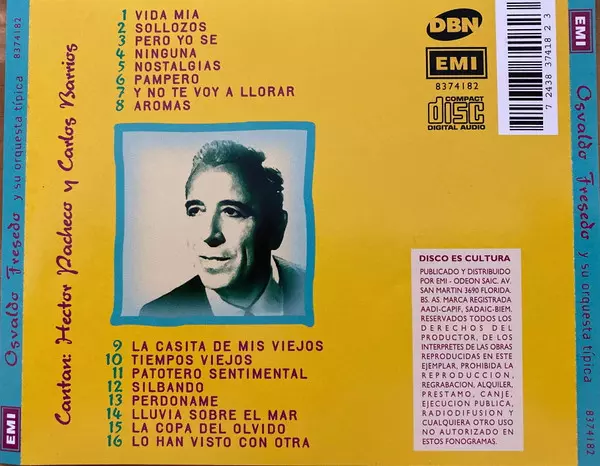 EMI
8374182
Osvaldo Fresedo y su orquesta típica
Cantan: Hector Pacheco y Carlos Barrios
1 VIDA MIA
2 SOLLOZOS
3 PERO YO SE
4 NINGUNA
5 NOSTALGIAS
6 PAMPERO
7 Y NO TE VOY A LLORAR
8 AROMAS
9 LA CASITA DE MIS VIEJOS
10 TIEMPOS VIEJOS
11 PATOTERO SENTIMENTAL
12 SILBANDO
13 PERDONAME
14 LLUVIA SOBRE EL MAR
15 LA COPA DEL OLVIDO
16 LO HAN VISTO CON OTRA
DBN
EMI
8374182
COMPACT
disc
DIGITAL AUDIO
7 24383 74182 3
DISCO ES CULTURA
PUBLICADO Y DISTRIBUIDO
POR EMI - ODEON SAIC. AV.
SAN MARTIN 3690 FLORIDA.
BS. AS. MARCA REGISTRADA
AADI-CAPIF, SADAIC-BIEM.
RESERVADOS TODOS LOS
DERECHOS DEL
PRODUCTOR, DE LOS
INTERPRETES DE LAS OBRAS
REPRODUCIDAS EN ESTE
EJEMPLAR, PROHIBIDA LA
REPRODUCCION,
REGRABACION, ALQUILER,
PRESTAMO, CANJE,
EJECUCION PUBLICA,
RADIODIFUSION Y
CUALQUIERA OTRO USO
NO AUTORIZADO EN
ESTOS FONOGRAMAS.
EMI
Osvaldo Fresedo y su orquesta típica
8374182